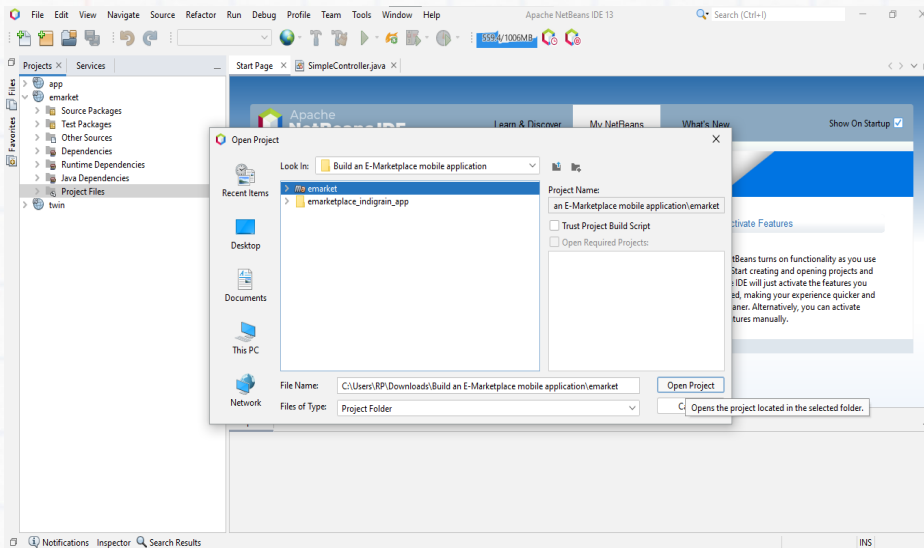 File Edit View Navigate Source Refactor Run Debug Profile Team Tools Window Help
Apache NetBeans IDE 13
Search (Ctrl+I)
/1006MB
Projects
Services
Start Page
SimpleController.java
Files
Favorites
app
emarket
Source Packages
Test Packages
Other Sources
Dependencies
Runtime Dependencies
Java Dependencies
Project Files
twin
Apache
NetBeans IDE
Learn & Discover
My NetBeans
What's New
Show On Startup
Open Project
Look In:
Build an E-Marketplace mobile application
Recent Items
Desktop
Documents
This PC
Network
ma emarket
emarketplace_indigrain_app
Project Name:
an E-Marketplace mobile application\emarket
Trust Project Build Script
Open Required Projects:
File Name:
C:\Users\RP\Downloads\Build an E-Marketplace mobile application\emarket
Open Project
Files of Type:
Project Folder
Opens the project located in the selected folder.
Features
turns on functionality as you use
Start creating and opening projects and
IDE will just activate the features you
making your experience quicker and
Alternatively, you can activate
manually.
Notifications
Inspector
Search Results
INS